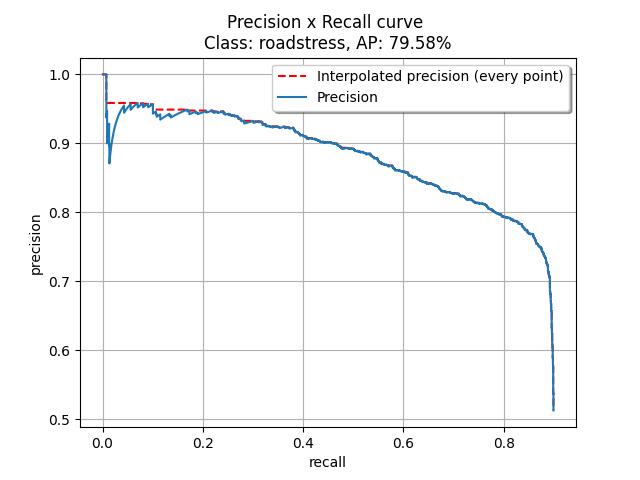 Precision x Recall curve
Class: roadstress, AP: 79.58%
Interpolated precision (every point)
Precision
1.0
0.9
0.8
0.7
0.6
0.5
precision
0.0 0.2 0.4 0.6 0.8
recall